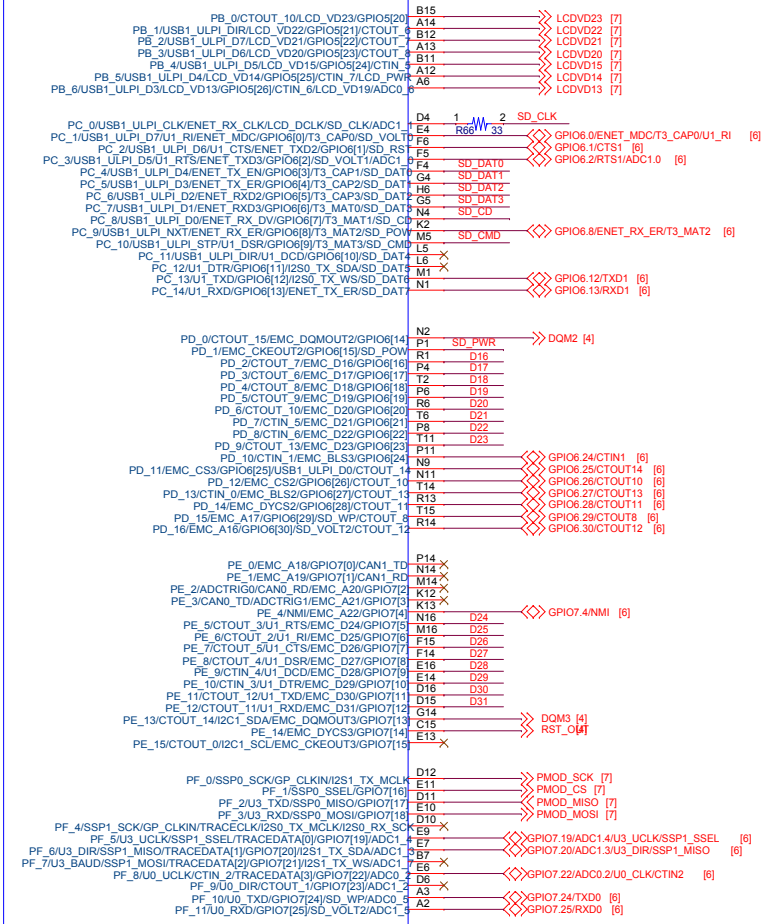 PB_0/CTOUT_10/LCD_VD23/GPIO5[20] B15 LCDVD23 [7]
PB_1/USB1_ULPI_DIR/LCD_VD22/GPIO5[21]/CTOUT_6 A14 LCDVD22 [7]
PB_2/USB1_ULPI_D7/LCD_VD21/GPIO5[22]/CTOUT_7 B12 LCDVD21 [7]
PB_3/USB1_ULPI_D6/LCD_VD20/GPIO5[23]/CTOUT_8 A13 LCDVD20 [7]
PB_4/USB1_ULPI_D5/LCD_VD15/GPIO5[24]/CTIN_5 B11 LCDVD15 [7]
PB_5/USB1_ULPI_D4/LCD_VD14/GPIO5[25]/CTIN_7/LCD_PWR A12 LCDVD14 [7]
PB_6/USB1_ULPI_D3/LCD_VD13/GPIO5[26]/CTIN_6/LCD_VD19/ADC0_6 A6 LCDVD13 [7]
PC_0/USB1_ULPI_CLK/ENET_RX_CLK/LCD_DCLK/SD_CLK/ADC1_1 D4 1 R66 33 2 SD_CLK
PC_1/USB1_ULPI_D7/U1_RI/ENET_MDC/GPIO6[0]/T3_CAP0/SD_VOLT0 E4 GPIO6.0/ENET_MDC/T3_CAP0/U1_RI [6]
PC_2/USB1_ULPI_D6/U1_CTS/ENET_TXD2/GPIO6[1]/SD_RST F6 GPIO6.1/CTS1 [6]
PC_3/USB1_ULPI_D5/U1_RTS/ENET_TXD3/GPIO6[2]/SD_VOLT1/ADC1_0 F5 GPIO6.2/RTS1/ADC1.0 [6]
PC_4/USB1_ULPI_D4/ENET_TX_EN/GPIO6[3]/T3_CAP1/SD_DAT0 F4 SD_DAT0
PC_5/USB1_ULPI_D3/ENET_TX_ER/GPIO6[4]/T3_CAP2/SD_DAT1 G4 SD_DAT1
PC_6/USB1_ULPI_D2/ENET_RXD2/GPIO6[5]/T3_CAP3/SD_DAT2 H6 SD_DAT2
PC_7/USB1_ULPI_D1/ENET_RXD3/GPIO6[6]/T3_MAT0/SD_DAT3 G5 SD_DAT3
PC_8/USB1_ULPI_D0/ENET_RX_DV/GPIO6[7]/T3_MAT1/SD_CD N4 SD_CD
PC_9/USB1_ULPI_NXT/ENET_RX_ER/GPIO6[8]/T3_MAT2/SD_POW K2 GPIO6.8/ENET_RX_ER/T3_MAT2 [6]
PC_10/USB1_ULPI_STP/U1_DSR/GPIO6[9]/T3_MAT3/SD_CMD M5 SD_CMD
PC_11/USB1_ULPI_DIR/U1_DCD/GPIO6[10]/SD_DAT4 L5
PC_12/U1_DTR/GPIO6[11]/I2S0_TX_SDA/SD_DAT5 L6
PC_13/U1_TXD/GPIO6[12]/I2S0_TX_WS/SD_DAT6 M1 GPIO6.12/TXD1 [6]
PC_14/U1_RXD/GPIO6[13]/ENET_TX_ER/SD_DAT7 N1 GPIO6.13/RXD1 [6]
PD_0/CTOUT_15/EMC_DQMOUT2/GPIO6[14] N2 DQM2 [4]
PD_1/EMC_CKEOUT2/GPIO6[15]/SD_POW P1 SD_PWR
PD_2/CTOUT_7/EMC_D16/GPIO6[16] R1 D16
PD_3/CTOUT_6/EMC_D17/GPIO6[17] P4 D17
PD_4/CTOUT_8/EMC_D18/GPIO6[18] T2 D18
PD_5/CTOUT_9/EMC_D19/GPIO6[19] P6 D19
PD_6/CTOUT_10/EMC_D20/GPIO6[20] R6 D20
PD_7/CTIN_5/EMC_D21/GPIO6[21] T6 D21
PD_8/CTIN_6/EMC_D22/GPIO6[22] P8 D22
PD_9/CTOUT_13/EMC_D23/GPIO6[23] T11 D23
PD_10/CTIN_1/EMC_BLS3/GPIO6[24] P11 GPIO6.24/CTIN1 [6]
PD_11/EMC_CS3/GPIO6[25]/USB1_ULPI_D0/CTOUT_14 N9 GPIO6.25/CTOUT14 [6]
PD_12/EMC_CS2/GPIO6[26]/CTOUT_10 N11 GPIO6.26/CTOUT10 [6]
PD_13/CTIN_0/EMC_BLS2/GPIO6[27]/CTOUT_13 T14 GPIO6.27/CTOUT13 [6]
PD_14/EMC_DYCS2/GPIO6[28]/CTOUT_11 R13 GPIO6.28/CTOUT11 [6]
PD_15/EMC_A17/GPIO6[29]/SD_WP/CTOUT_8 T15 GPIO6.29/CTOUT8 [6]
PD_16/EMC_A16/GPIO6[30]/SD_VOLT2/CTOUT_12 R14 GPIO6.30/CTOUT12 [6]
PE_0/EMC_A18/GPIO7[0]/CAN1_TD P14
PE_1/EMC_A19/GPIO7[1]/CAN1_RD N14
PE_2/ADCTRIG0/CAN0_RD/EMC_A20/GPIO7[2] M14
PE_3/CAN0_TD/ADCTRIG1/EMC_A21/GPIO7[3] K12
PE_4/NMI/EMC_A22/GPIO7[4] K13 GPIO7.4/NMI [6]
PE_5/CTOUT_3/U1_RTS/EMC_D24/GPIO7[5] N16 D24
PE_6/CTOUT_2/U1_RI/EMC_D25/GPIO7[6] M16 D25
PE_7/CTOUT_5/U1_CTS/EMC_D26/GPIO7[7] F15 D26
PE_8/CTOUT_4/U1_DSR/EMC_D27/GPIO7[8] F14 D27
PE_9/CTIN_4/U1_DCD/EMC_D28/GPIO7[9] E16 D28
PE_10/CTIN_3/U1_DTR/EMC_D29/GPIO7[10] E14 D29
PE_11/CTOUT_12/U1_TXD/EMC_D30/GPIO7[11] D16 D30
PE_12/CTOUT_11/U1_RXD/EMC_D31/GPIO7[12] D15 D31
PE_13/CTOUT_14/I2C1_SDA/EMC_DQMOUT3/GPIO7[13] G14 DQM3 [4]
PE_14/EMC_DYCS3/GPIO7[14] C15 RST_OUT [4]
PE_15/CTOUT_0/I2C1_SCL/EMC_CKEOUT3/GPIO7[15] E13
PF_0/SSP0_SCK/GP_CLKIN/I2S1_TX_MCLK D12 PMOD_SCK [7]
PF_1/SSP0_SSEL/GPIO7[16] E11 PMOD_CS [7]
PF_2/U3_TXD/SSP0_MISO/GPIO7[17] D11 PMOD_MISO [7]
PF_3/U3_RXD/SSP0_MOSI/GPIO7[18] E10 PMOD_MOSI [7]
PF_4/SSP1_SCK/GP_CLKIN/TRACECLK/I2S0_TX_MCLK/I2S0_RX_SCK D10
PF_5/U3_UCLK/SSP1_SSEL/TRACEDATA[0]/GPIO7[19]/ADC1_4 E9 GPIO7.19/ADC1.4/U3_UCLK/SSP1_SSEL [6]
PF_6/U3_DIR/SSP1_MISO/TRACEDATA[1]/GPIO7[20]/I2S1_TX_SDA/ADC1_3 E7 GPIO7.20/ADC1.3/U3_DIR/SSP1_MISO [6]
PF_7/U3_BAUD/SSP1_MOSI/TRACEDATA[2]/GPIO7[21]/I2S1_TX_WS/ADC1_7 B7
PF_8/U0_UCLK/CTIN_2/TRACEDATA[3]/GPIO7[22]/ADC0_2 E6 GPIO7.22/ADC0.2/U0_CLK/CTIN2 [6]
PF_9/U0_DIR/CTOUT_1/GPIO7[23]/ADC1_2 D6
PF_10/U0_TXD/GPIO7[24]/SD_WP/ADC0_5 A3 GPIO7.24/TXD0 [6]
PF_11/U0_RXD/GPIO7[25]/SD_VOLT2/ADC1_5 A2 GPIO7.25/RXD0 [6]